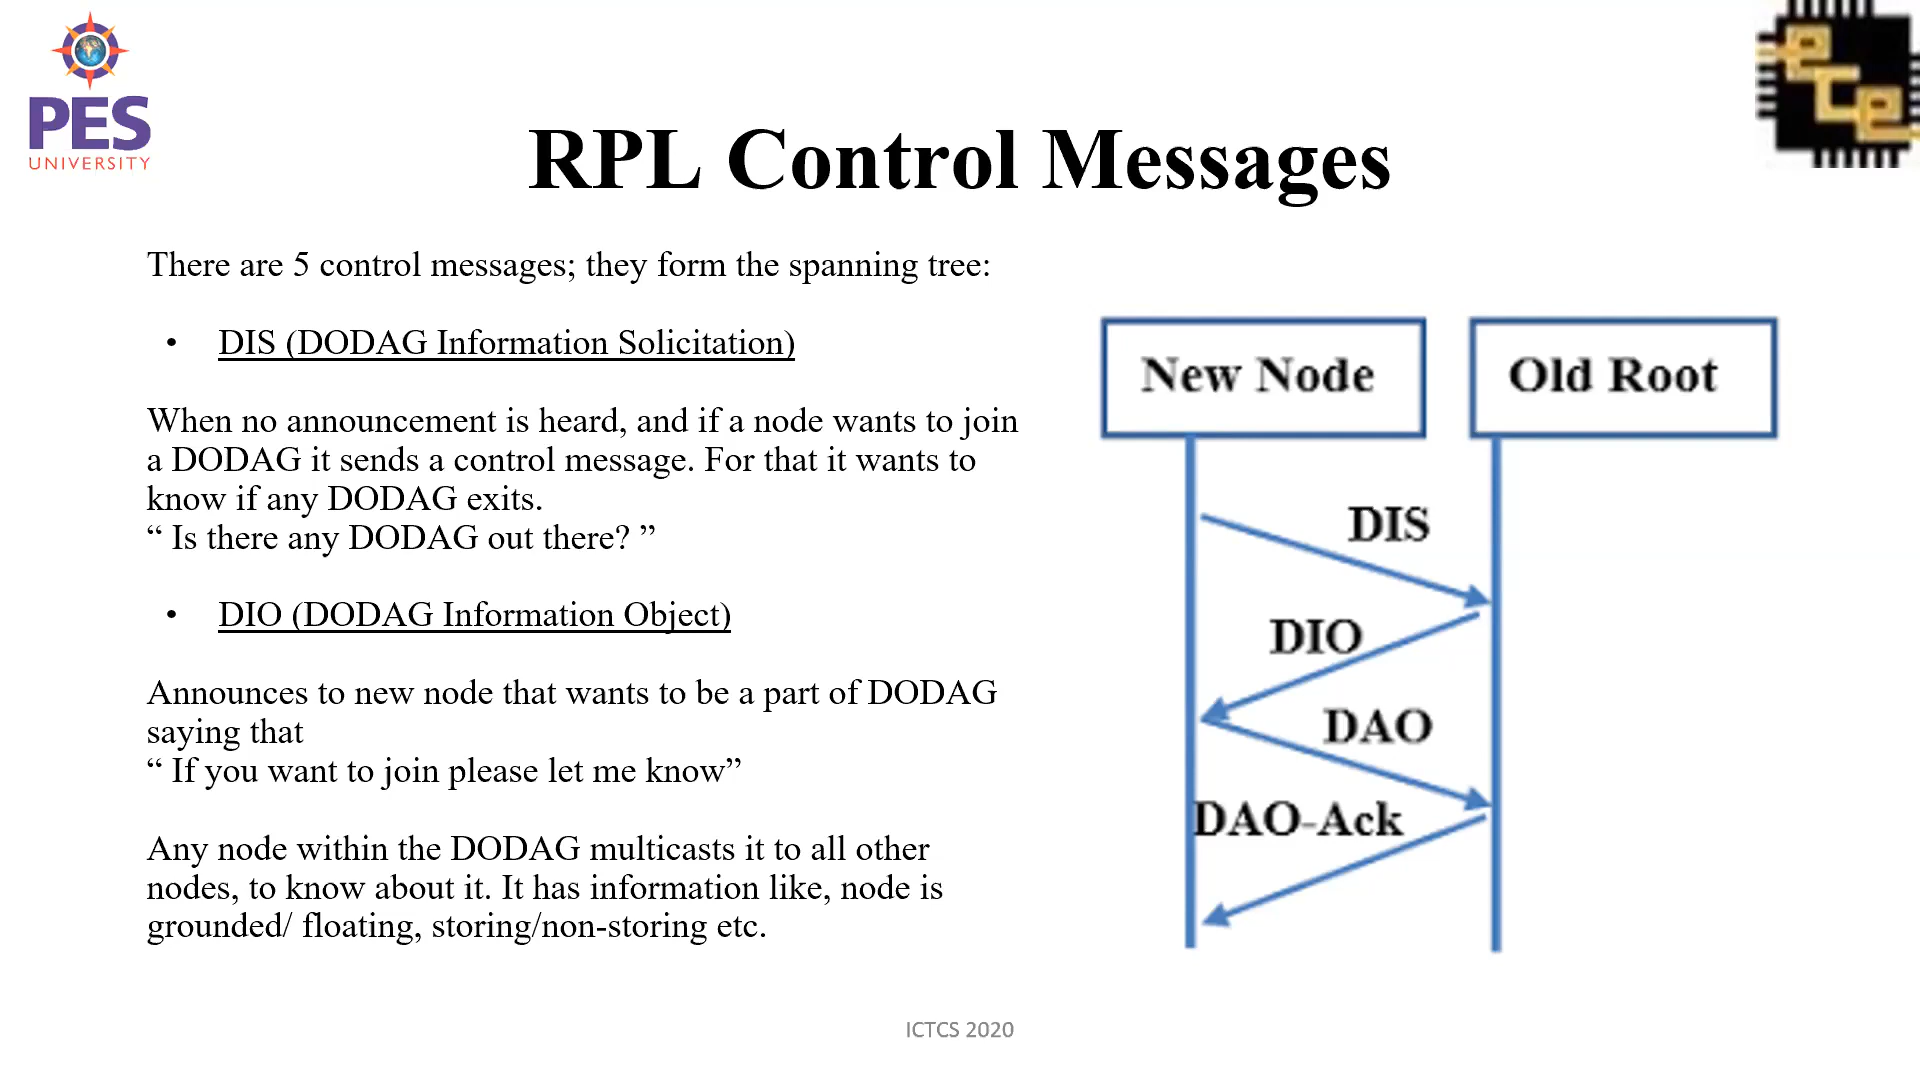 PES
UNIVERSITY
ece
RPL Control Messages
There are 5 control messages; they form the spanning tree:
• DIS (DODAG Information Solicitation)
When no announcement is heard, and if a node wants to join
a DODAG it sends a control message. For that it wants to
know if any DODAG exits.
“ Is there any DODAG out there? ”
• DIO (DODAG Information Object)
Announces to new node that wants to be a part of DODAG
saying that
“ If you want to join please let me know”
Any node within the DODAG multicasts it to all other
nodes, to know about it. It has information like, node is
grounded/ floating, storing/non-storing etc.
New Node
Old Root
DIS
DIO
DAO
DAO-Ack
ICTCS 2020